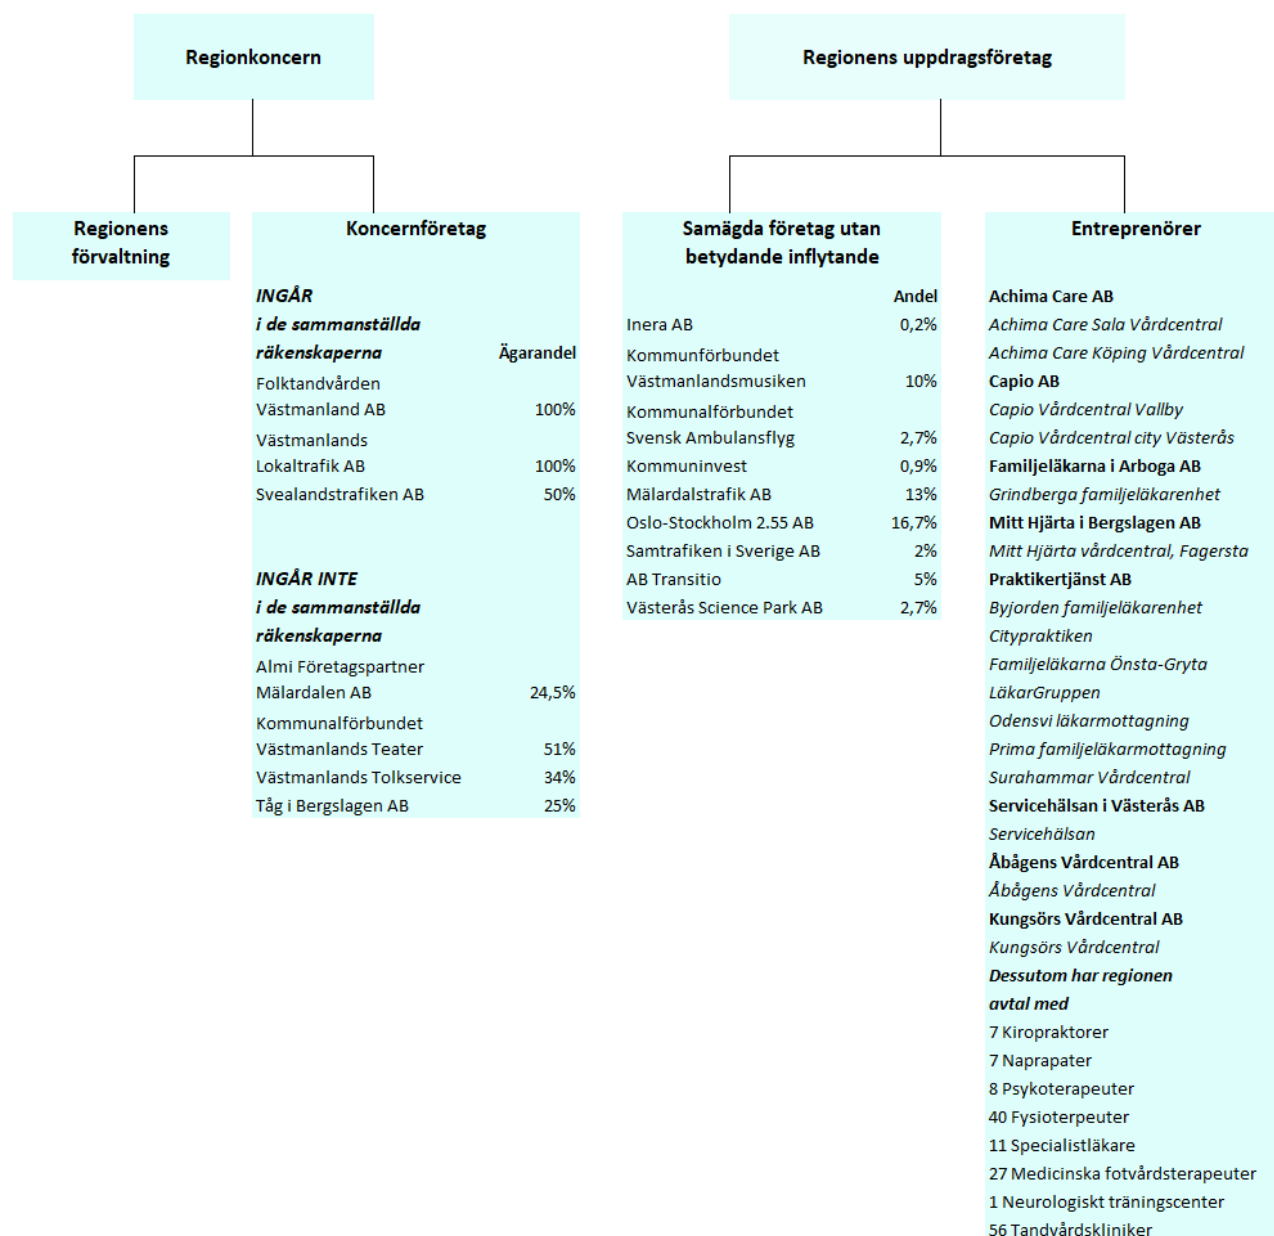 Regionkoncern
Regionens uppdragsföretag
Regionens
förvaltning
Koncernföretag
INGÅR
i de sammanställda
räkenskaperna Ägarandel
Folktandvården
Västmanland AB 100%
Västmanlands
Lokaltrafik AB 100%
Svealandstrafiken AB 50%
INGÅR INTE
i de sammanställda
räkenskaperna
Almi Företagspartner
Mälardalen AB 24,5%
Kommunalförbundet
Västmanlands Teater 51%
Västmanlands Tolkservice 34%
Tåg i Bergslagen AB 25%
Samägda företag utan
betydande inflytande
Andel
Inera AB 0,2%
Kommunförbundet
Västmanlandsmusiken 10%
Kommunalförbundet
Svensk Ambulansflyg 2,7%
Kommuninvest 0,9%
Mälardalstrafik AB 13%
Oslo-Stockholm 2.55 AB 16,7%
Samtrafiken i Sverige AB 2%
AB Transitio 5%
Västerås Science Park AB 2,7%
Entreprenörer
Achima Care AB
Achima Care Sala Vårdcentral
Achima Care Köping Vårdcentral
Capio AB
Capio Vårdcentral Vallby
Capio Vårdcentral city Västerås
Familjeläkarna i Arboga AB
Grindberga familjeläkarenhet
Mitt Hjärta i Bergslagen AB
Mitt Hjärta vårdcentral, Fagersta
Praktikertjänst AB
Byjorden familjeläkarenhet
Citypraktiken
Familjeläkarna Önsta-Gryta
LäkarGruppen
Odensvi läkarmottagning
Prima familjeläkarmottagning
Surahammar Vårdcentral
Servicehälsan i Västerås AB
Servicehälsan
Åbågens Vårdcentral AB
Åbågens Vårdcentral
Kungsörs Vårdcentral AB
Kungsörs Vårdcentral
Dessutom har regionen
avtal med
7 Kiropraktorer
7 Naprapater
8 Psykoterapeuter
40 Fysioterpeuter
11 Specialistläkare
27 Medicinska fotvårdsterapeuter
1 Neurologiskt träningscenter
56 Tandvårdskliniker